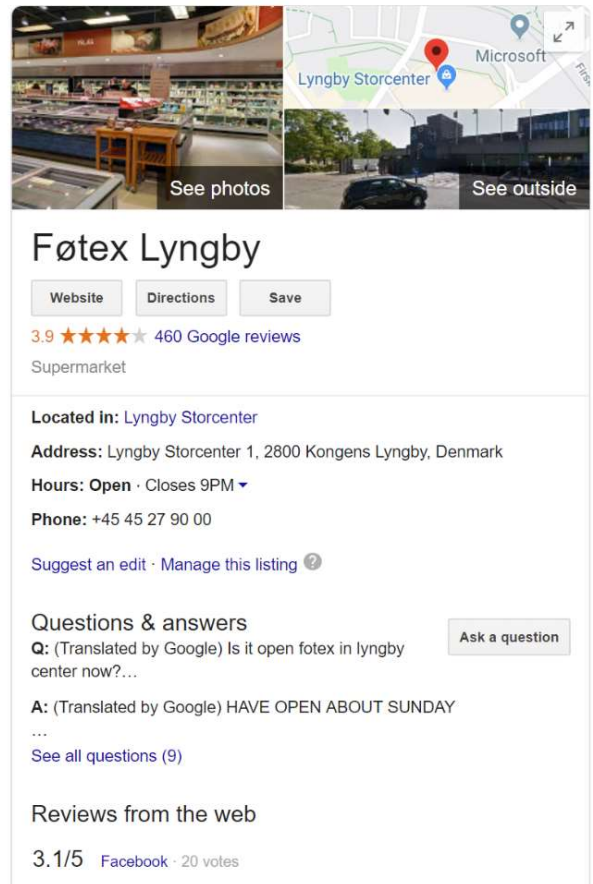 PÅLÆG
Microsoft
Lyngby Storcenter
Firsk
See photos
See outside
Føtex Lyngby
Website
Directions
Save
3.9 460 Google reviews
Supermarket
Located in: Lyngby Storcenter
Address: Lyngby Storcenter 1, 2800 Kongens Lyngby, Denmark
Hours: Open · Closes 9PM
Phone: +45 45 27 90 00
Suggest an edit · Manage this listing ?
Questions & answers
Ask a question
Q: (Translated by Google) Is it open fotex in lyngby
center now?…
A: (Translated by Google) HAVE OPEN ABOUT SUNDAY
…
See all questions (9)
Reviews from the web
3.1/5 Facebook · 20 votes